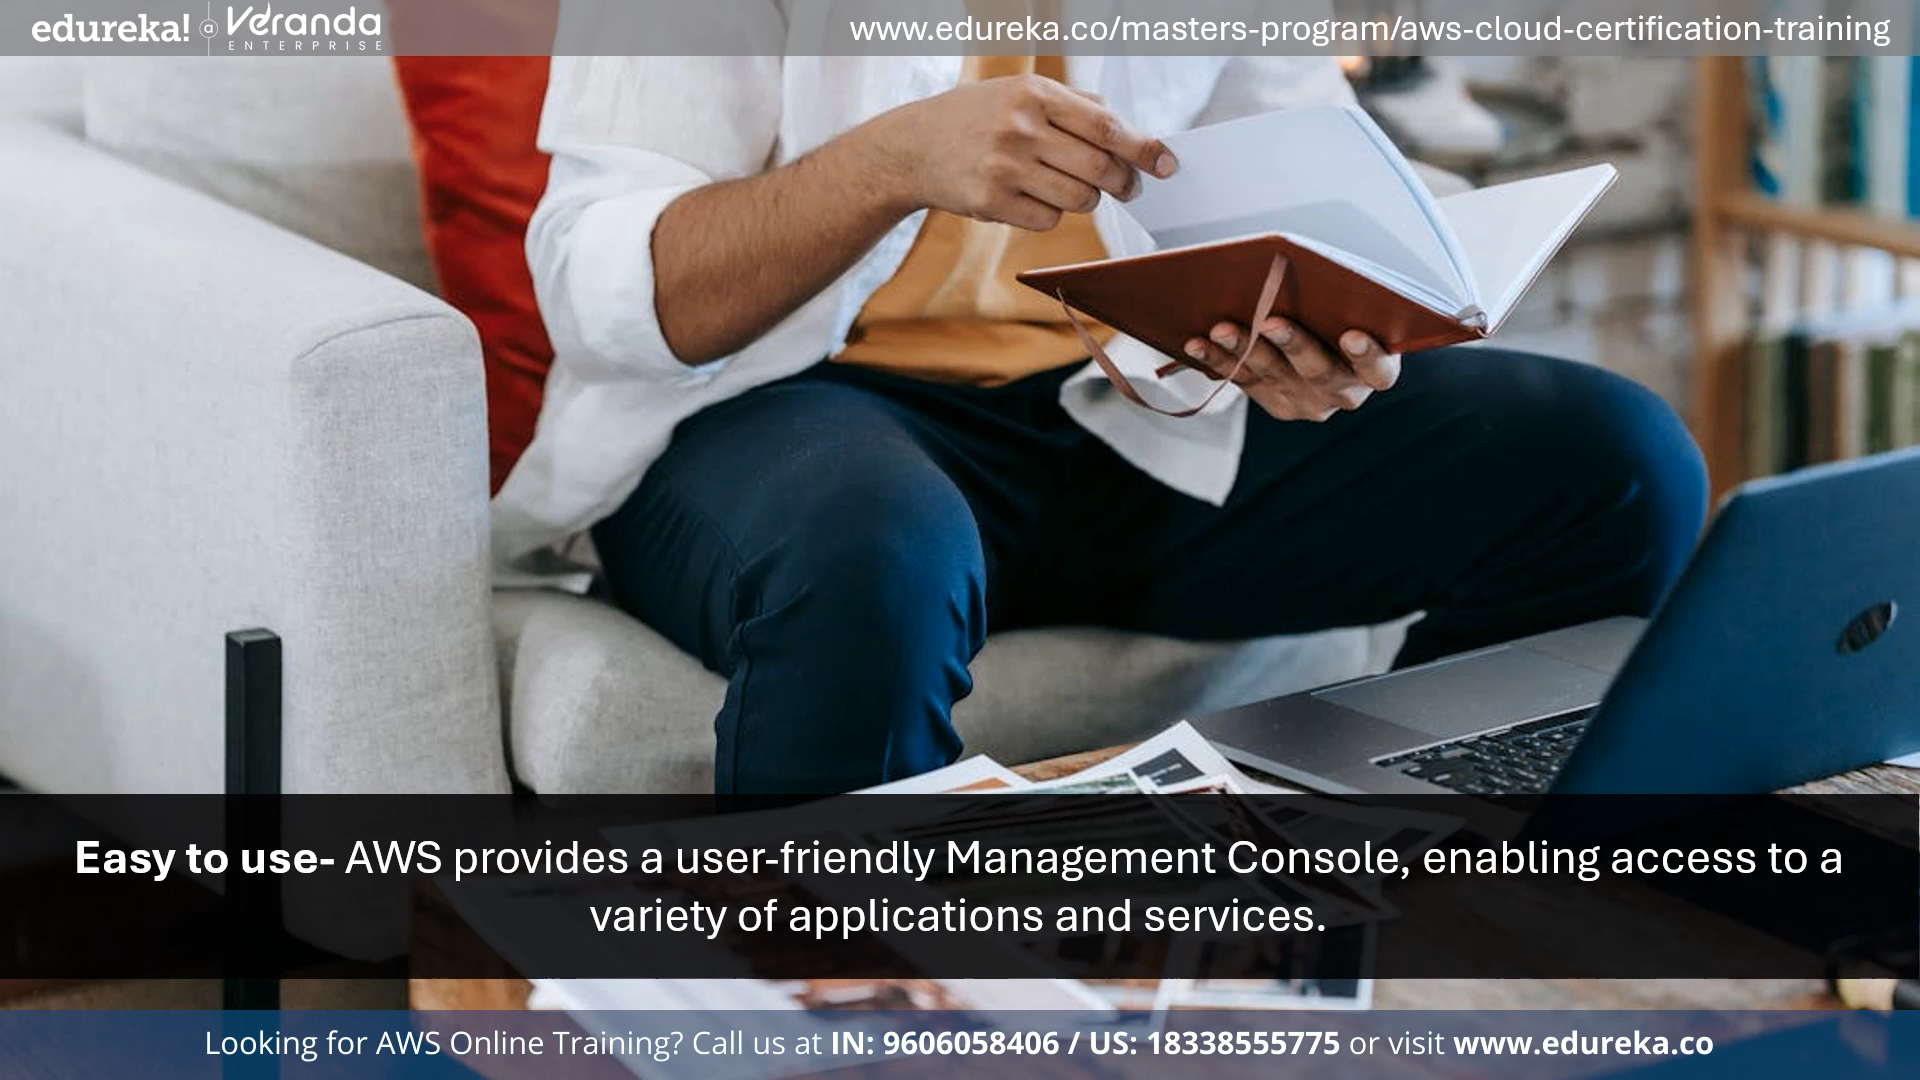 edureka! a Veranda ENTERPRISE
www.edureka.co/masters-program/aws-cloud-certification-training
Easy to use- AWS provides a user-friendly Management Console, enabling access to a
variety of applications and services.
Looking for AWS Online Training? Call us at IN: 9606058406 / US: 18338555775 or visit www.edureka.co